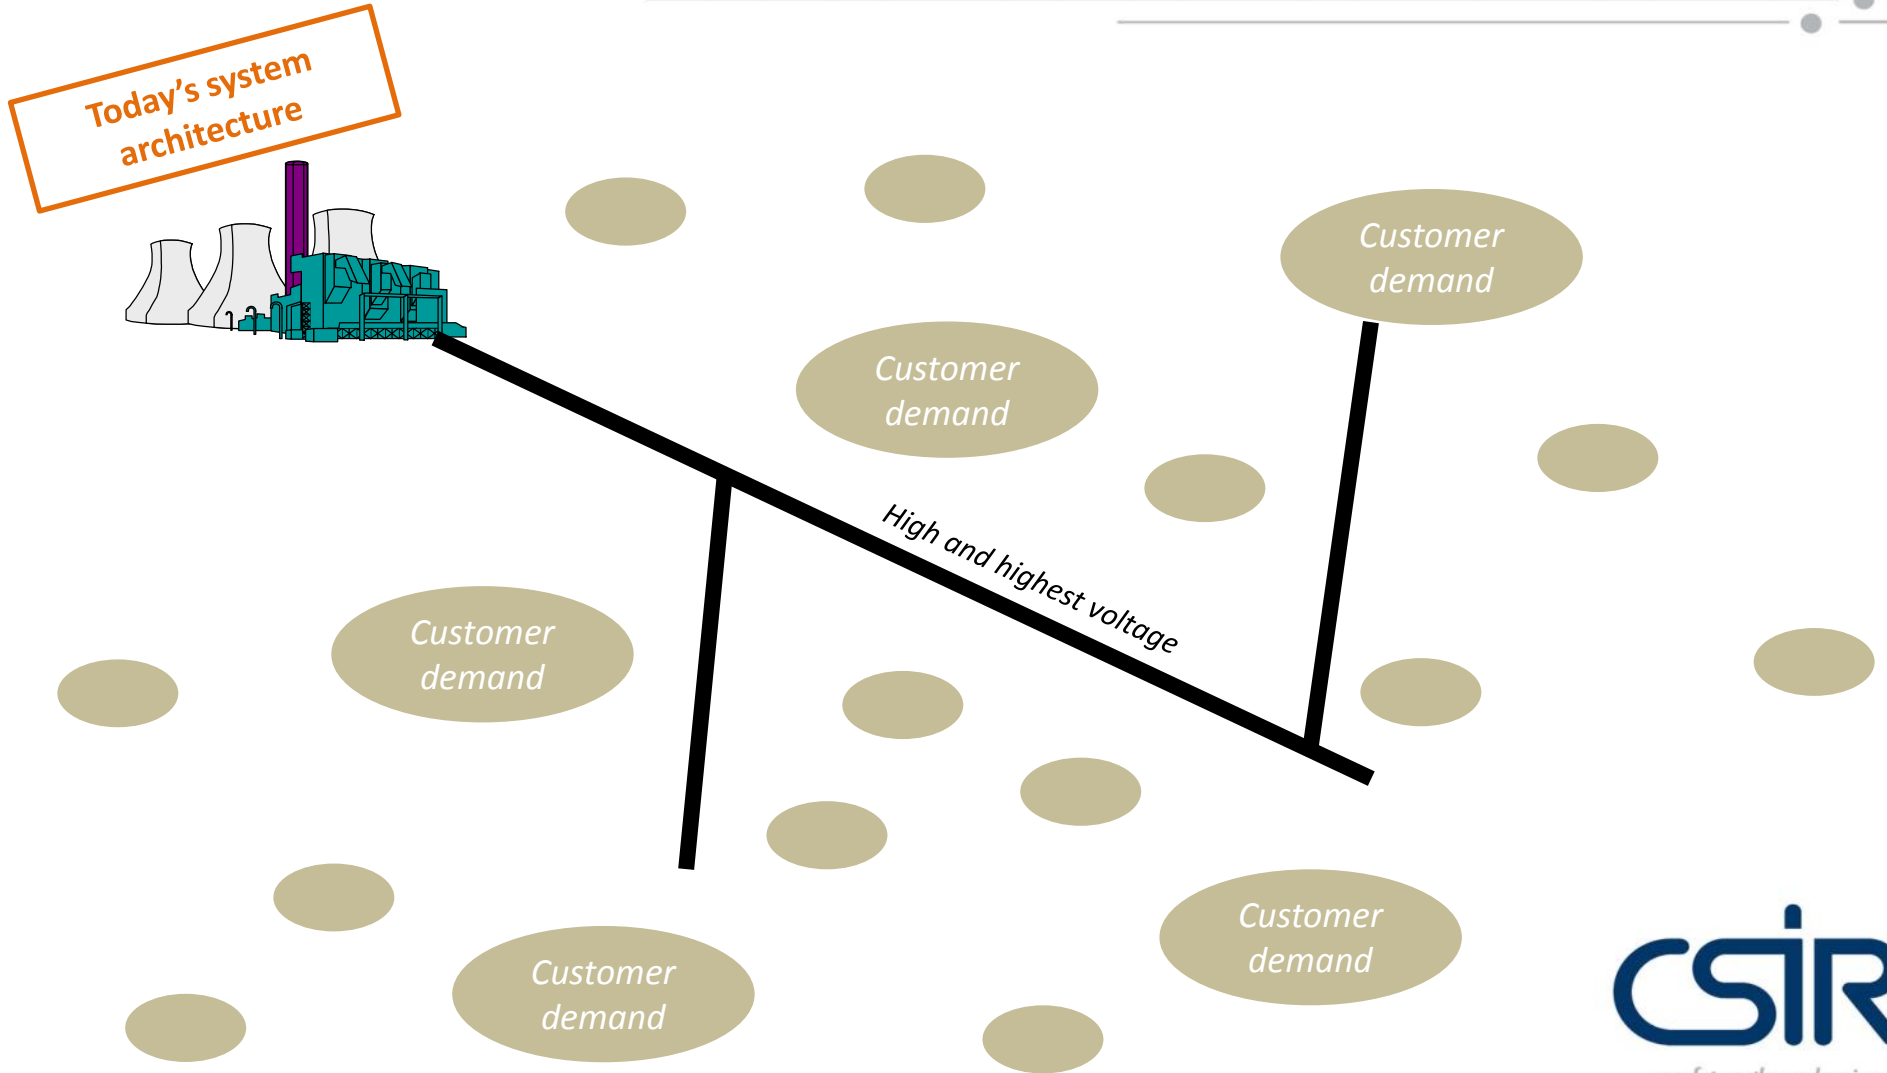 Today's system
architecture
Customer
demand
Customer
demand
High and highest voltage
Customer
demand
Customer
demand
Customer
demand
CSIR